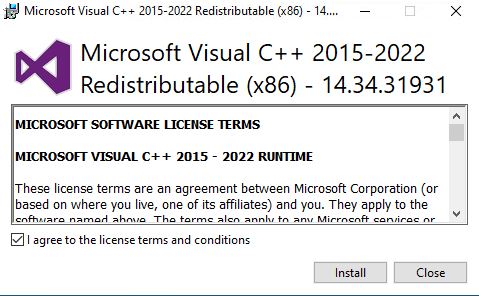 Microsoft Visual C++ 2015-2022 Redistributable (x86) - 14....
Microsoft Visual C++ 2015-2022
Redistributable (x86) - 14.34.31931
MICROSOFT SOFTWARE LICENSE TERMS
MICROSOFT VISUAL C++ 2015 - 2022 RUNTIME
These license terms are an agreement between Microsoft Corporation (or
based on where you live, one of its affiliates) and you. They apply to the
software named above. The terms also apply to any Microsoft services or
I agree to the license terms and conditions
Install
Close